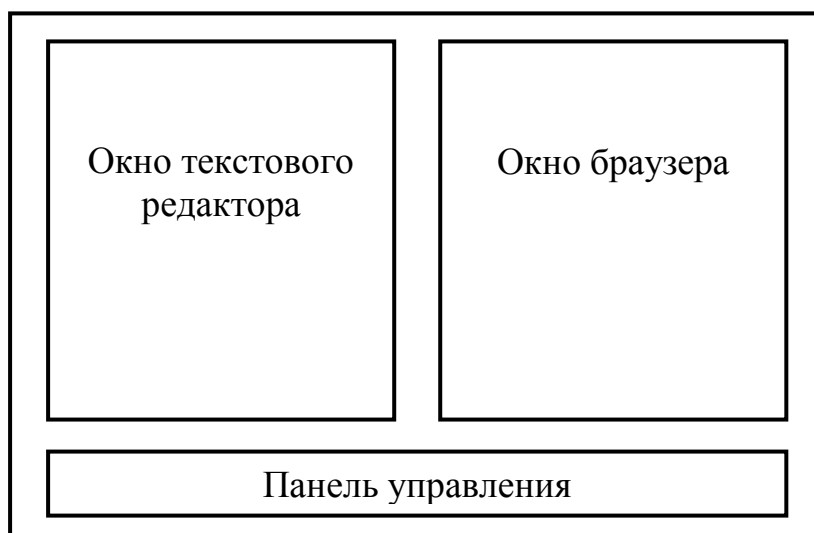 Окно текстового
редактора
Окно браузера
Панель управления